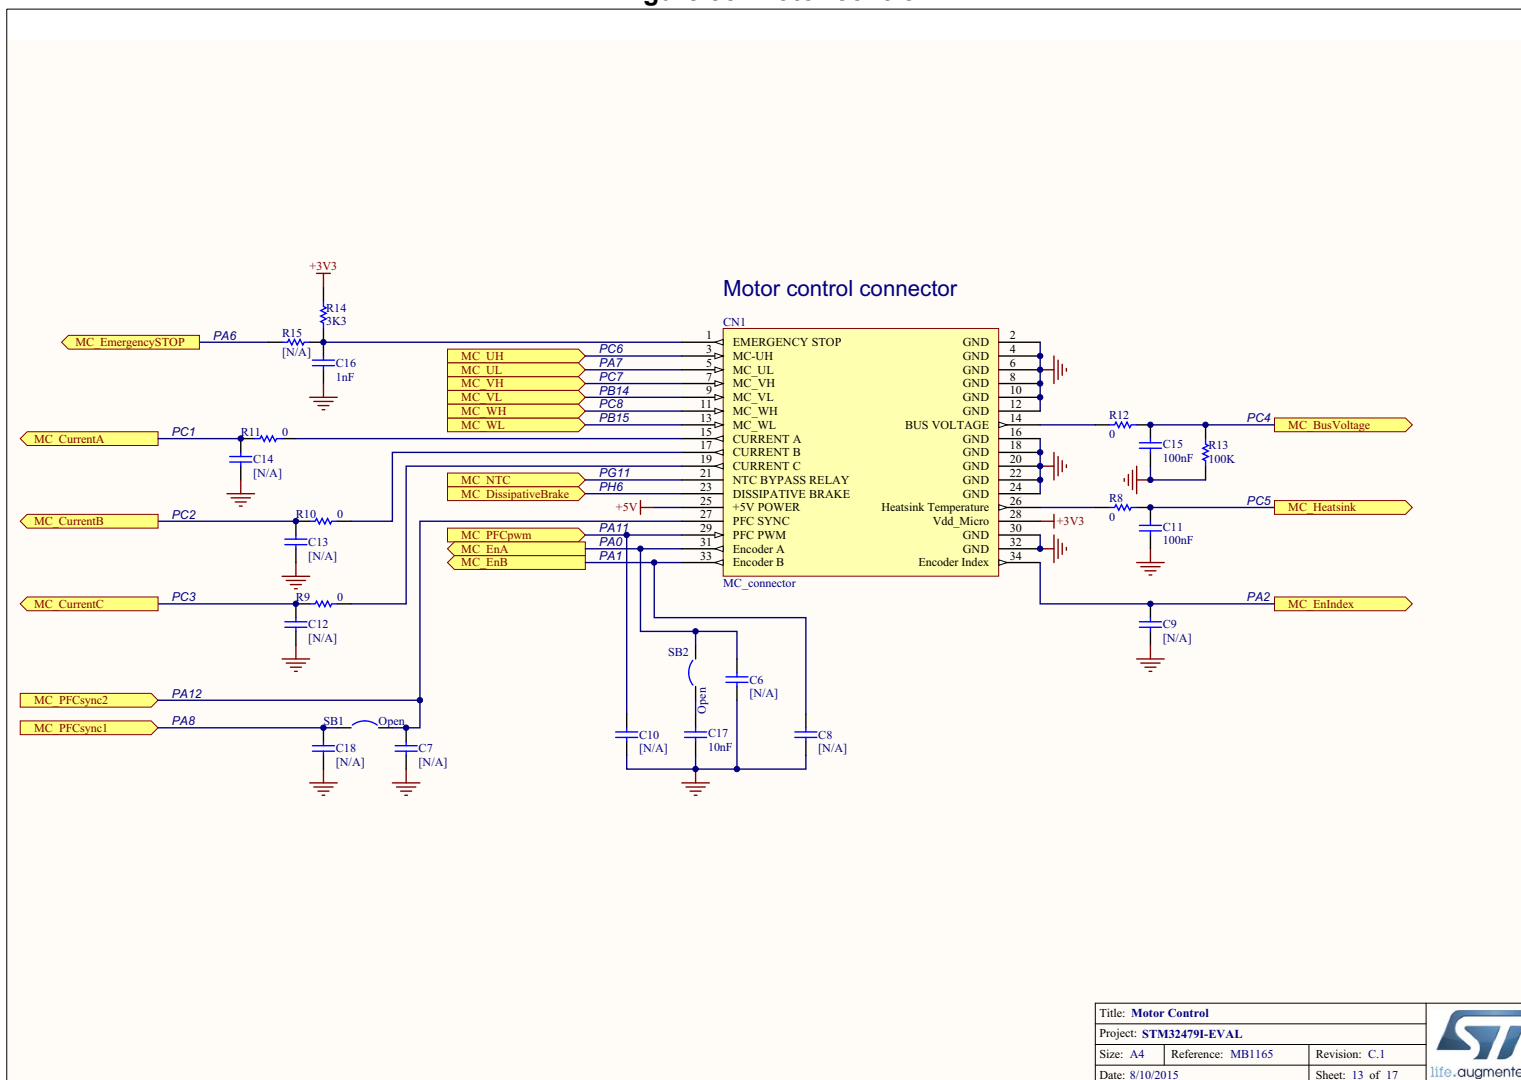 Motor control connector
CN1
+3V3
R14
3K3
MC_EmergencySTOP PA6 R15 [N/A]
C16
1nF
1 EMERGENCY STOP GND 2
MC_UH PC6 3 MC-UH GND 4
MC_UL PA7 5 MC_UL GND 6
MC_VH PC7 7 MC_VH GND 8
MC_VL PB14 9 MC_VL GND 10
MC_WH PC8 11 MC_WH GND 12
MC_WL PB15 13 MC_WL BUS VOLTAGE 14
R12 0 PC4 MC_BusVoltage
C15
100nF
R13
100K
MC_CurrentA PC1 R11 0 15 CURRENT A GND 16
C14
[N/A]
17 CURRENT B GND 18
19 CURRENT C GND 20
MC_NTC PG11 21 NTC BYPASS RELAY GND 22
MC_DissipativeBrake PH6 23 DISSIPATIVE BRAKE GND 24
+5V 25 +5V POWER Heatsink Temperature 26
R8 0 PC5 MC_Heatsink
C11
100nF
MC_CurrentB PC2 R10 0 27 PFC SYNC Vdd_Micro 28 +3V3
C13
[N/A]
MC_PFCpwm PA11 29 PFC PWM GND 30
MC_EnA PA0 31 Encoder A GND 32
MC_EnB PA1 33 Encoder B Encoder Index 34
MC_connector
MC_CurrentC PC3 R9 0
C12
[N/A]
PA2 MC_EnIndex
C9
[N/A]
SB2
Open
C6
[N/A]
MC_PFCsync2 PA12
MC_PFCsync1 PA8 SB1 Open
C18
[N/A]
C7
[N/A]
C10
[N/A]
C17
10nF
C8
[N/A]
Title: Motor Control
Project: STM32479I-EVAL
Size: A4 Reference: MB1165 Revision: C.1
Date: 8/10/2015 Sheet: 13 of 17
ST
life.augmente